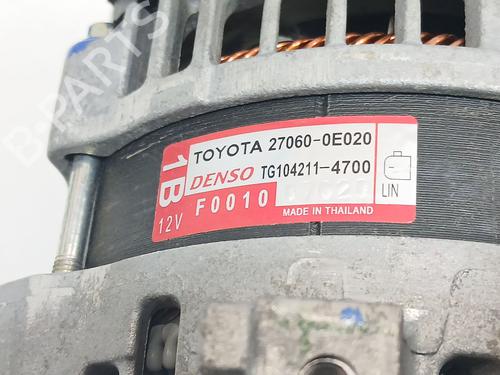 B-PARTS
1B
12V
TOYOTA 27060-0E020
DENSO TG104211-4700
F0010
LIN
MADE IN THAILAND